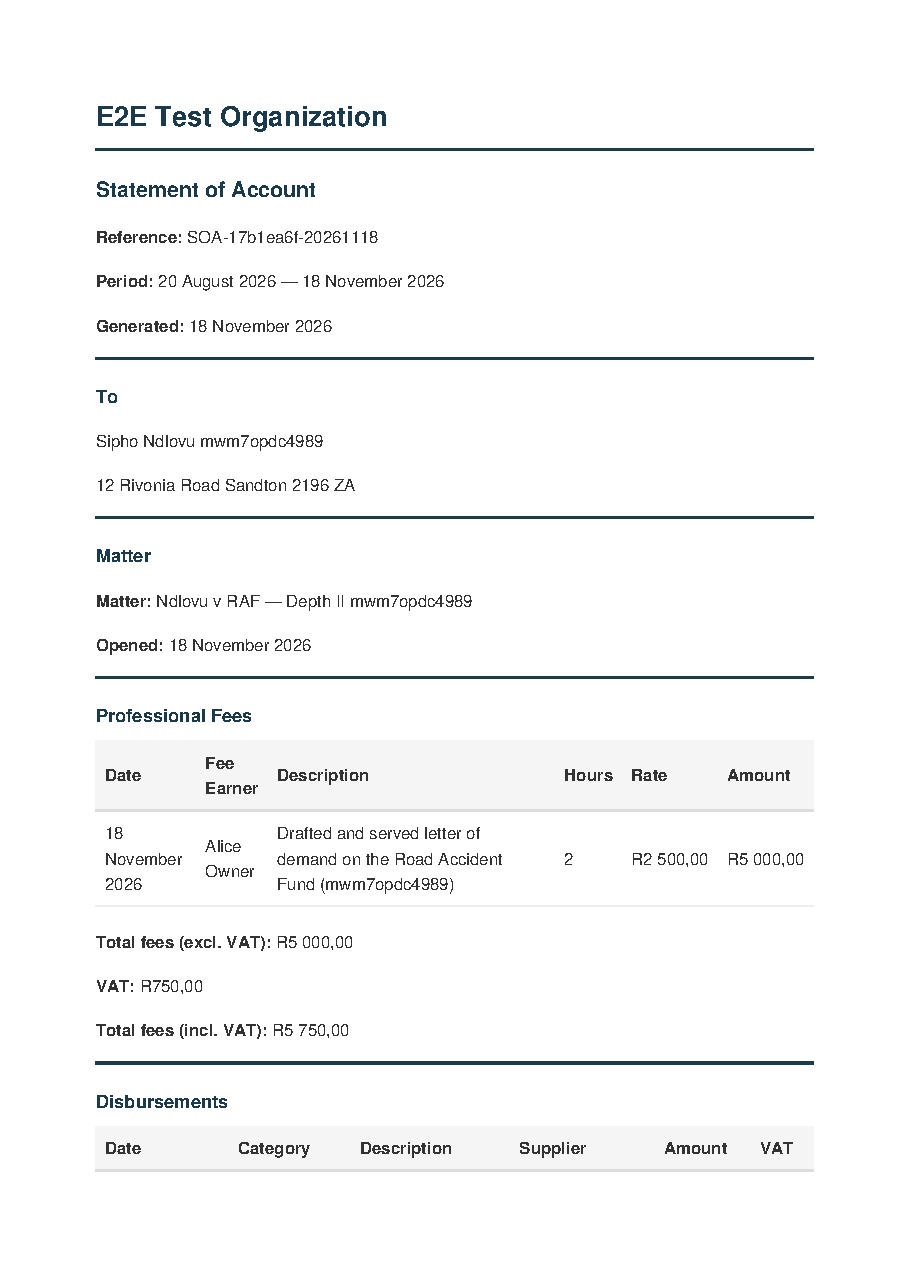 E2E Test Organization
Statement of Account
Reference: SOA-17b1ea6f-20261118
Period: 20 August 2026 — 18 November 2026
Generated: 18 November 2026
To
Sipho Ndlovu mwm7opdc4989
12 Rivonia Road Sandton 2196 ZA
Matter
Matter: Ndlovu v RAF — Depth II mwm7opdc4989
Opened: 18 November 2026
Professional Fees
Date Fee Earner Description Hours Rate Amount
18 November 2026 Alice Owner Drafted and served letter of demand on the Road Accident Fund (mwm7opdc4989) 2 R2 500,00 R5 000,00
Total fees (excl. VAT): R5 000,00
VAT: R750,00
Total fees (incl. VAT): R5 750,00
Disbursements
Date Category Description Supplier Amount VAT